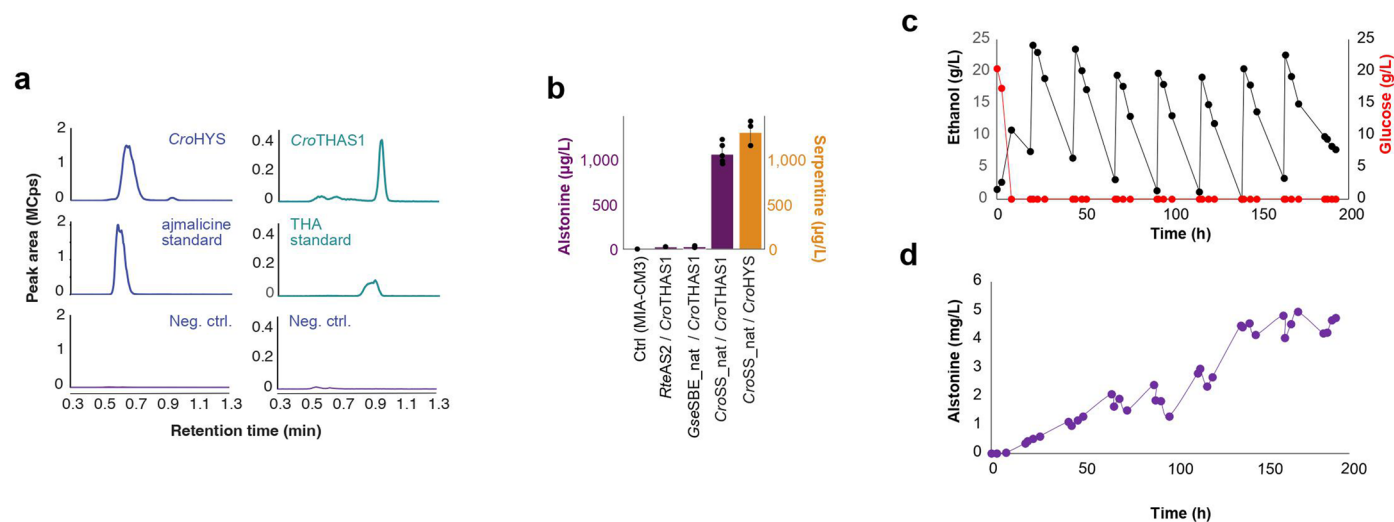 a
2
1
0
CroHYS
0.4
0.2
0
CroTHAS1
2
1
0
ajmalicine
standard
0.4
0.2
0
THA
standard
2
1
0
Neg. ctrl.
0.4
0.2
0
Neg. ctrl.
0.3 0.5 0.7 0.9 1.1 1.3
0.3 0.5 0.7 0.9 1.1 1.3
Peak area (MCps)
Retention time (min)
b
Alstonine (µg/L)
1,000
500
0
1,000
500
0
Serpentine (µg/L)
Ctrl (MIA-CM3)
RteAS2 / CroTHAS1
GseSBE_nat / CroTHAS1
CroSS_nat / CroTHAS1
CroSS_nat / CroHYS
c
Ethanol (g/L)
25
20
15
10
5
0
25
20
15
10
5
0
Glucose (g/L)
0 50 100 150 200
Time (h)
d
Alstonine (mg/L)
6
5
4
3
2
1
0
0 50 100 150 200
Time (h)